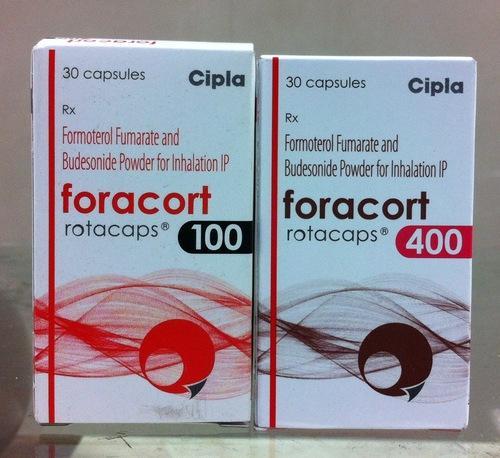 30 capsules
Cipla
Rx
Formoterol Fumarate and
Budesonide Powder for Inhalation IP
foracort
rotacaps®
100
30 capsules
Cipla
Rx
Formoterol Fumarate and
Budesonide Powder for Inhalation IP
foracort
rotacaps®
400